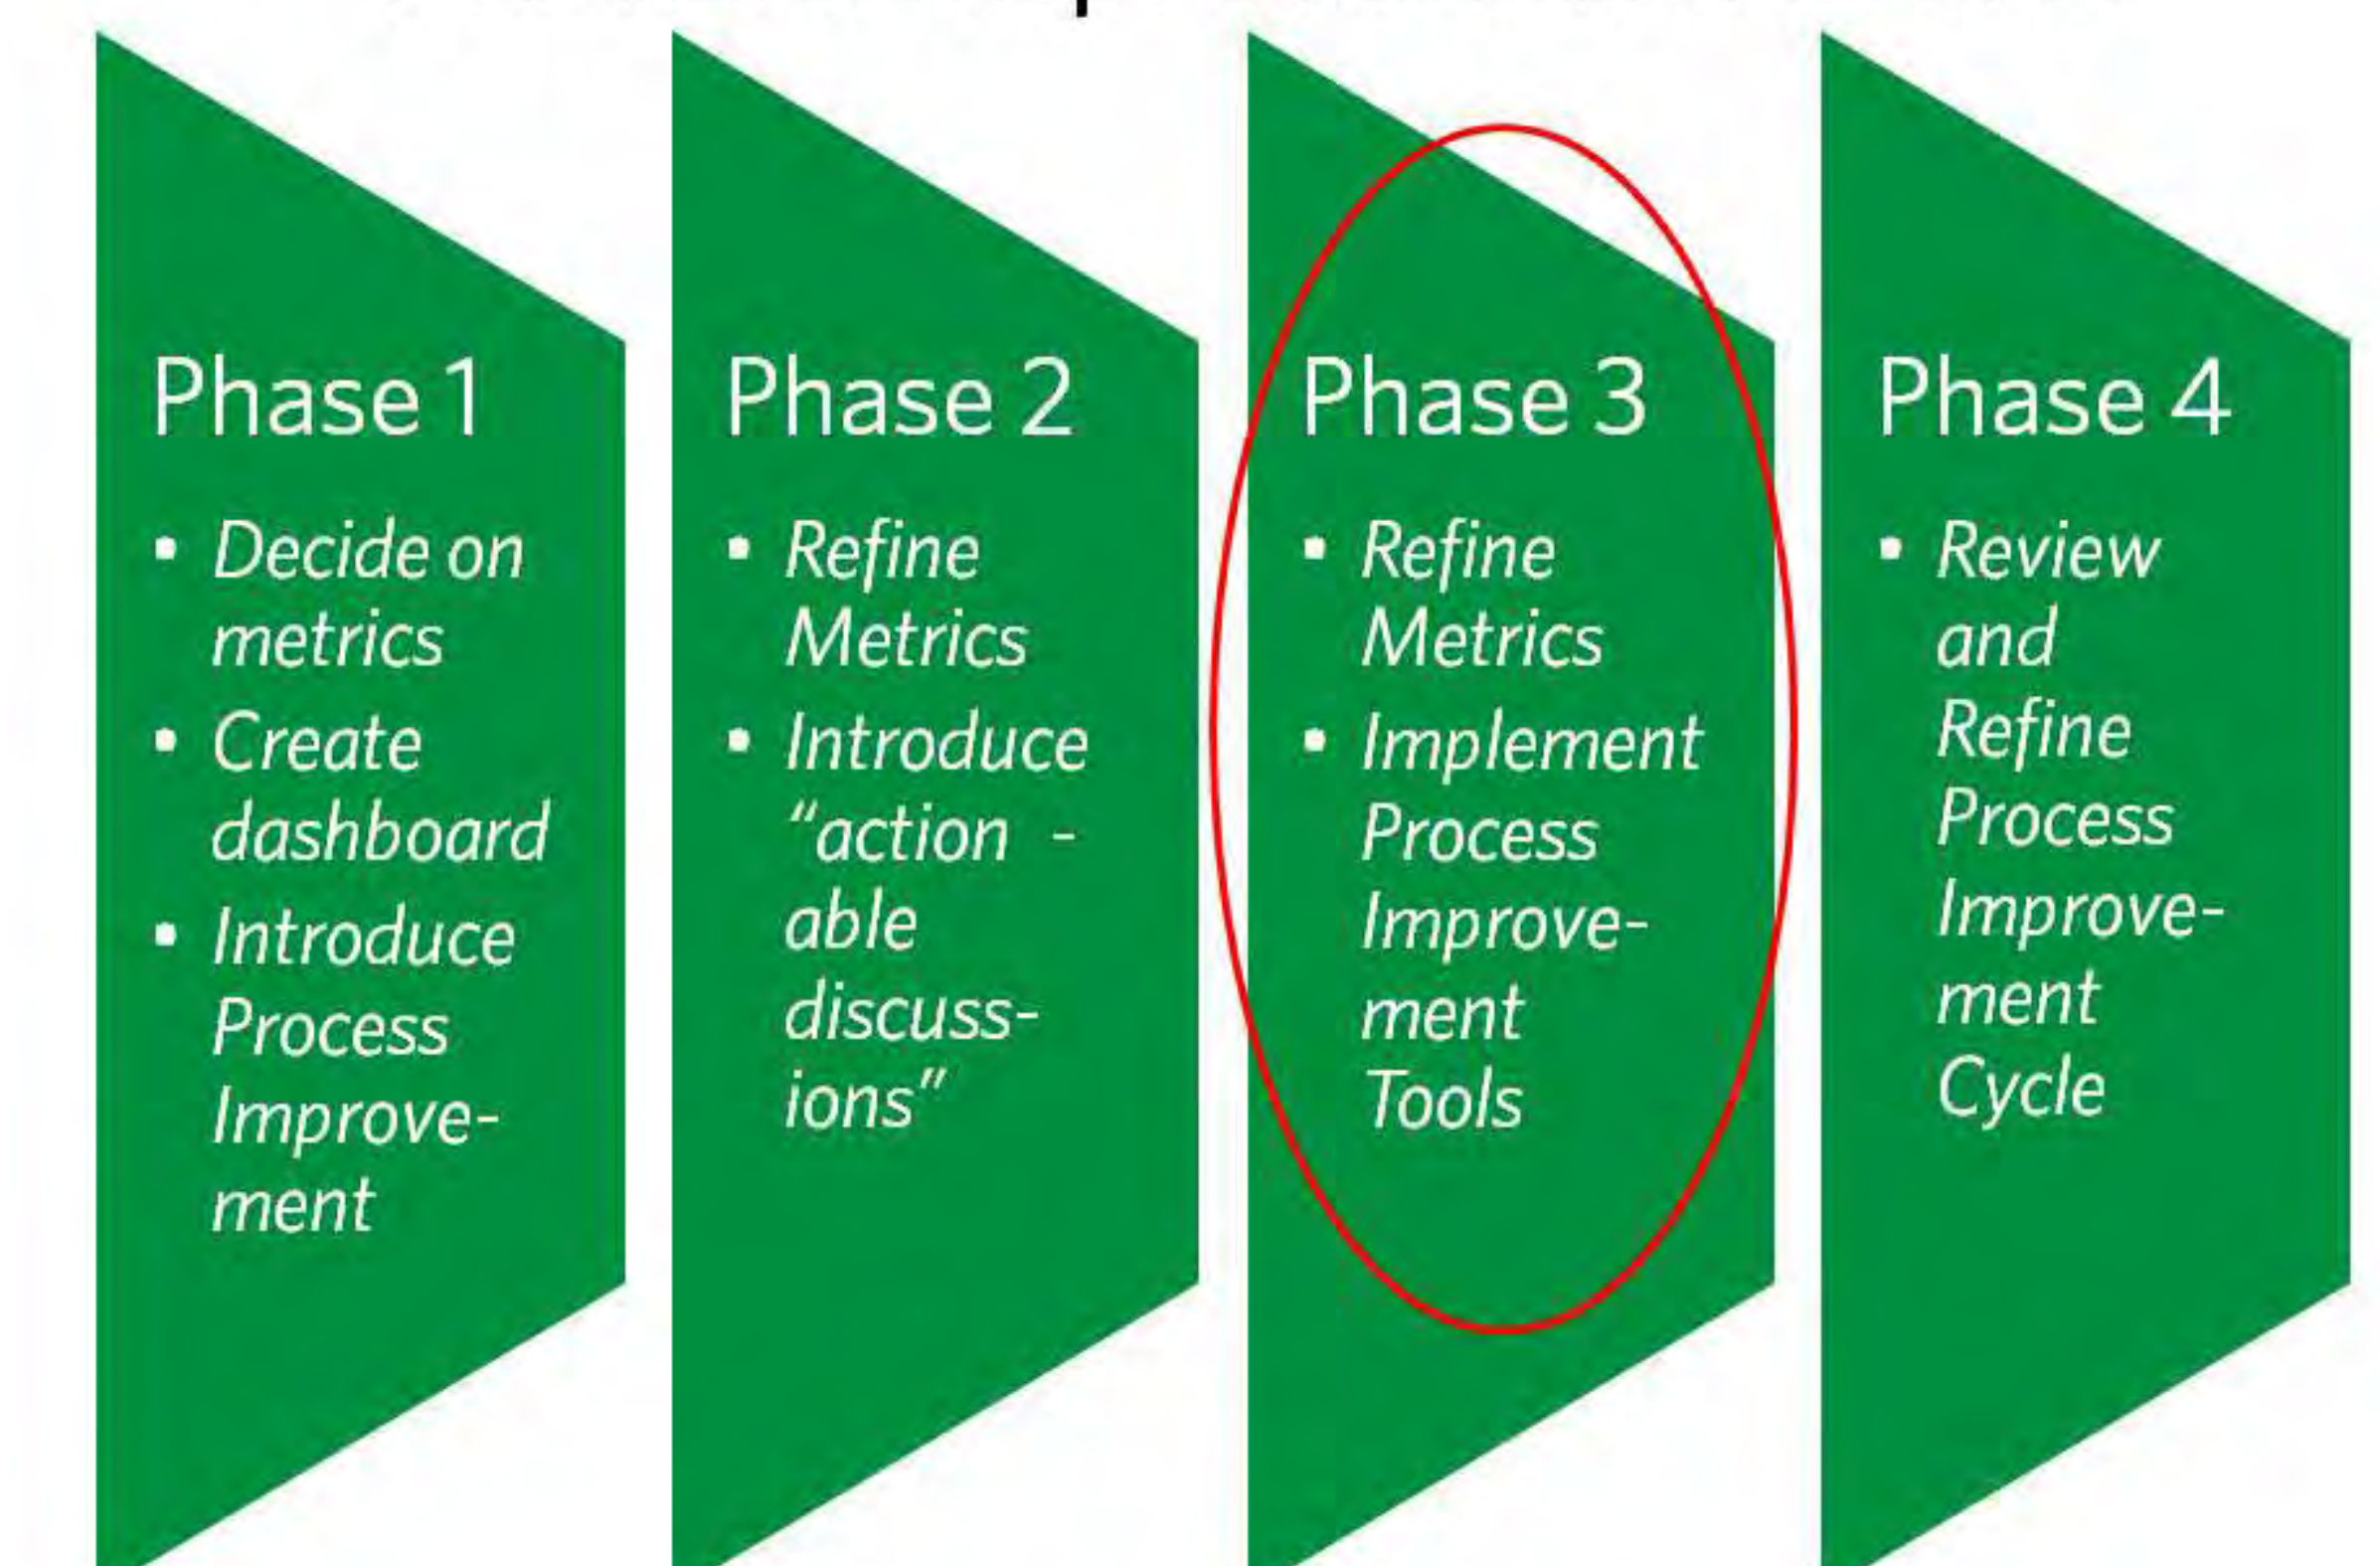 Phase 1
▪ Decide on
metrics
▪ Create
dashboard
▪ Introduce
Process
Improve-
ment
Phase 2
▪ Refine
Metrics
▪ Introduce
“action -
able
discuss-
ions”
Phase 3
▪ Refine
Metrics
▪ Implement
Process
Improve-
ment
Tools
Phase 4
▪ Review
and
Refine
Process
Improve-
ment
Cycle